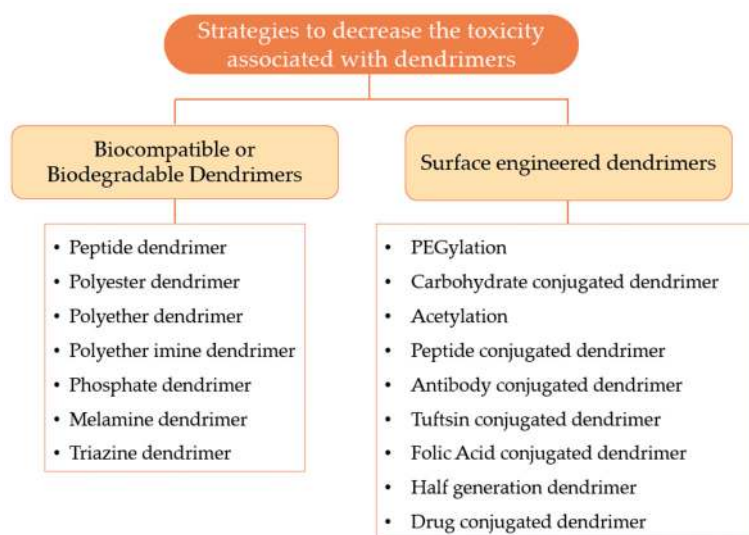 Strategies to decrease the toxicity
associated with dendrimers
Biocompatible or
Biodegradable Dendrimers
• Peptide dendrimer
• Polyester dendrimer
• Polyether dendrimer
• Polyether imine dendrimer
• Phosphate dendrimer
• Melamine dendrimer
• Triazine dendrimer
Surface engineered dendrimers
• PEGylation
• Carbohydrate conjugated dendrimer
• Acetylation
• Peptide conjugated dendrimer
• Antibody conjugated dendrimer
• Tuftsin conjugated dendrimer
• Folic Acid conjugated dendrimer
• Half generation dendrimer
• Drug conjugated dendrimer